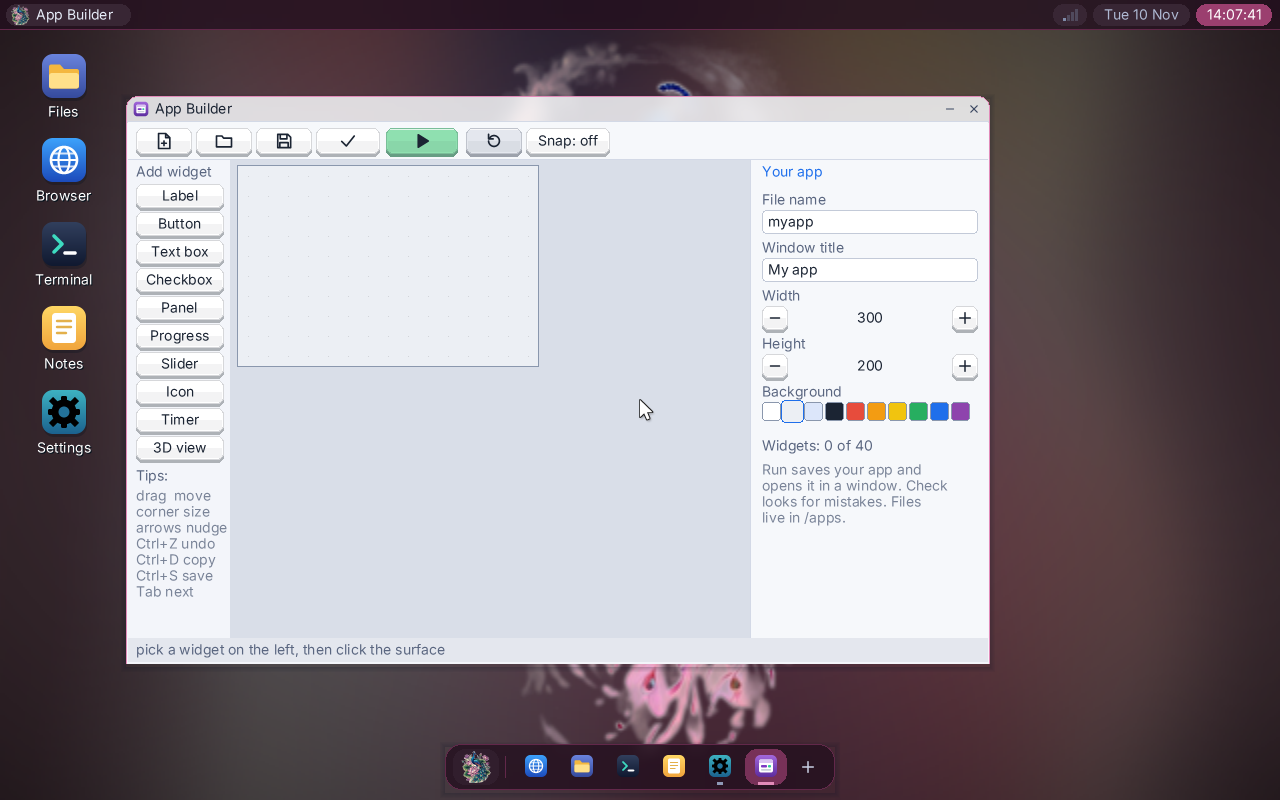 App Builder
Tue 10 Nov
14:07:41
Files
Browser
Terminal
Notes
Settings
App Builder
Snap: off
Add widget
Label
Button
Text box
Checkbox
Panel
Progress
Slider
Icon
Timer
3D view
Tips:
drag move
corner size
arrows nudge
Ctrl+Z undo
Ctrl+D copy
Ctrl+S save
Tab next
Your app
File name
myapp
Window title
My app
Width
300
Height
200
Background
Widgets: 0 of 40
Run saves your app and
opens it in a window. Check
looks for mistakes. Files
live in /apps.
pick a widget on the left, then click the surface